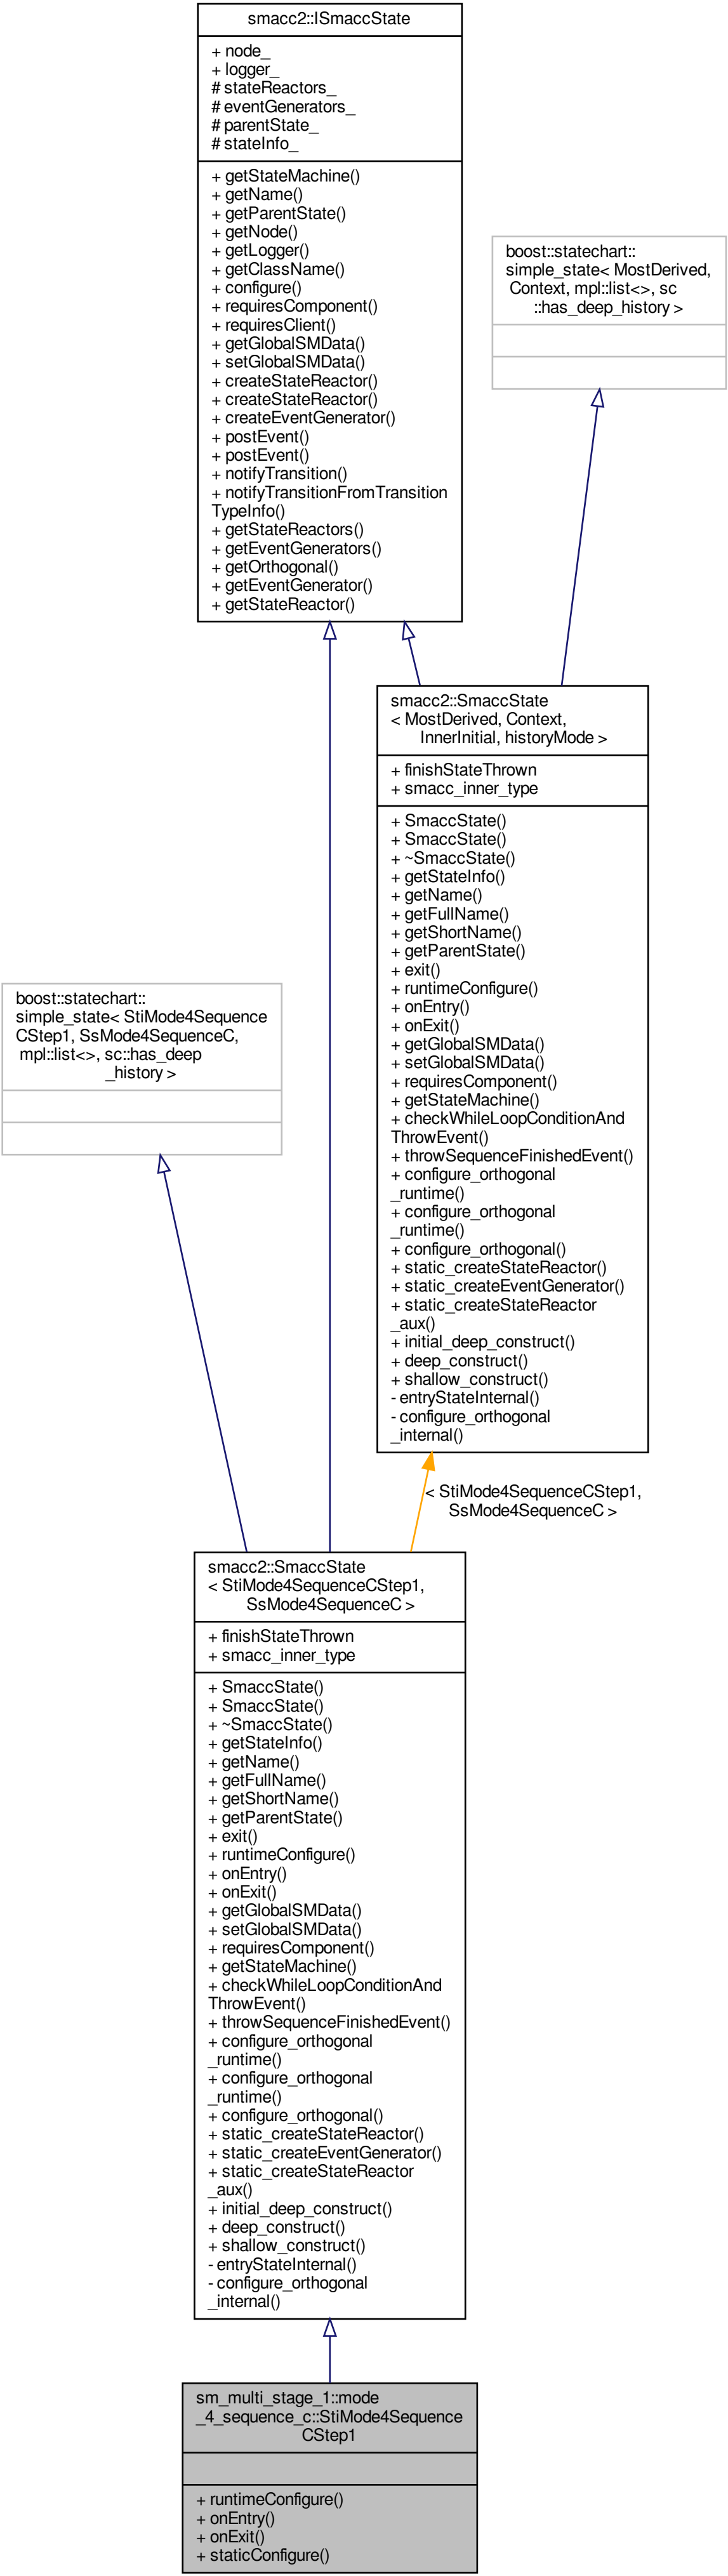 smacc2::ISmaccState
+ node_
+ logger_
# stateReactors_
# eventGenerators_
# parentState_
# stateInfo_
+ getStateMachine()
+ getName()
+ getParentState()
+ getNode()
+ getLogger()
+ getClassName()
+ configure()
+ requiresComponent()
+ requiresClient()
+ getGlobalSMData()
+ setGlobalSMData()
+ createStateReactor()
+ createStateReactor()
+ createEventGenerator()
+ postEvent()
+ postEvent()
+ notifyTransition()
+ notifyTransitionFromTransition
TypeInfo()
+ getStateReactors()
+ getEventGenerators()
+ getOrthogonal()
+ getEventGenerator()
+ getStateReactor()
boost::statechart::
simple_state< MostDerived,
Context, mpl::list<>, sc
::has_deep_history >
smacc2::SmaccState
< MostDerived, Context,
InnerInitial, historyMode >
+ finishStateThrown
+ smacc_inner_type
+ SmaccState()
+ SmaccState()
+ ~SmaccState()
+ getStateInfo()
+ getName()
+ getFullName()
+ getShortName()
+ getParentState()
+ exit()
+ runtimeConfigure()
+ onEntry()
+ onExit()
+ getGlobalSMData()
+ setGlobalSMData()
+ requiresComponent()
+ getStateMachine()
+ checkWhileLoopConditionAnd
ThrowEvent()
+ throwSequenceFinishedEvent()
+ configure_orthogonal
_runtime()
+ configure_orthogonal
_runtime()
+ configure_orthogonal()
+ static_createStateReactor()
+ static_createEventGenerator()
+ static_createStateReactor
_aux()
+ initial_deep_construct()
+ deep_construct()
+ shallow_construct()
- entryStateInternal()
- configure_orthogonal
_internal()
boost::statechart::
simple_state< StiMode4Sequence
CStep1, SsMode4SequenceC,
mpl::list<>, sc::has_deep
_history >
< StiMode4SequenceCStep1,
SsMode4SequenceC >
smacc2::SmaccState
< StiMode4SequenceCStep1,
SsMode4SequenceC >
+ finishStateThrown
+ smacc_inner_type
+ SmaccState()
+ SmaccState()
+ ~SmaccState()
+ getStateInfo()
+ getName()
+ getFullName()
+ getShortName()
+ getParentState()
+ exit()
+ runtimeConfigure()
+ onEntry()
+ onExit()
+ getGlobalSMData()
+ setGlobalSMData()
+ requiresComponent()
+ getStateMachine()
+ checkWhileLoopConditionAnd
ThrowEvent()
+ throwSequenceFinishedEvent()
+ configure_orthogonal
_runtime()
+ configure_orthogonal
_runtime()
+ configure_orthogonal()
+ static_createStateReactor()
+ static_createEventGenerator()
+ static_createStateReactor
_aux()
+ initial_deep_construct()
+ deep_construct()
+ shallow_construct()
- entryStateInternal()
- configure_orthogonal
_internal()
sm_multi_stage_1::mode
_4_sequence_c::StiMode4Sequence
CStep1
+ runtimeConfigure()
+ onEntry()
+ onExit()
+ staticConfigure()